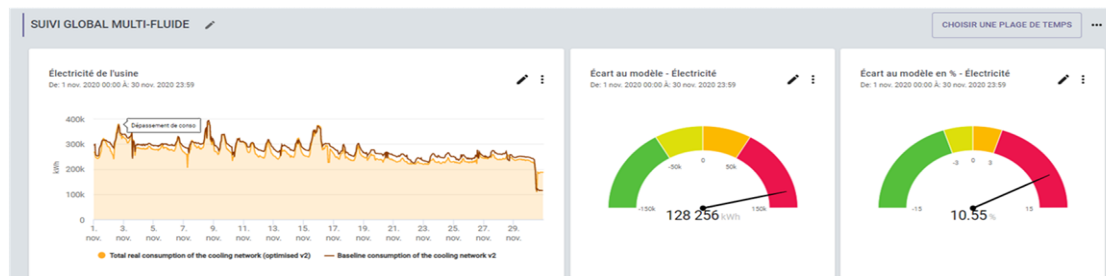 SUIVI GLOBAL MULTI-FLUIDE
CHOISIR UNE PLAGE DE TEMPS
Électricité de l'usine
De: 1 nov. 2020 00:00 À: 30 nov. 2020 23:59
400k
300k
200k
100k
0
kWh
Dépassement de conso
1. 3. 5. 7. 9. 11. 13. 15. 17. 19. 21. 23. 25. 27. 29.
nov. nov. nov. nov. nov. nov. nov. nov. nov. nov. nov. nov. nov. nov. nov.
Total real consumption of the cooling network (optimised v2) Baseline consumption of the cooling network v2
Écart au modèle - Électricité
De: 1 nov. 2020 00:00 À: 30 nov. 2020 23:59
-150k -50k 0 50k 150k
128 256 kWh
Écart au modèle en % - Électricité
De: 1 nov. 2020 00:00 À: 30 nov. 2020 23:59
-15 -3 0 3 15
10.55 %